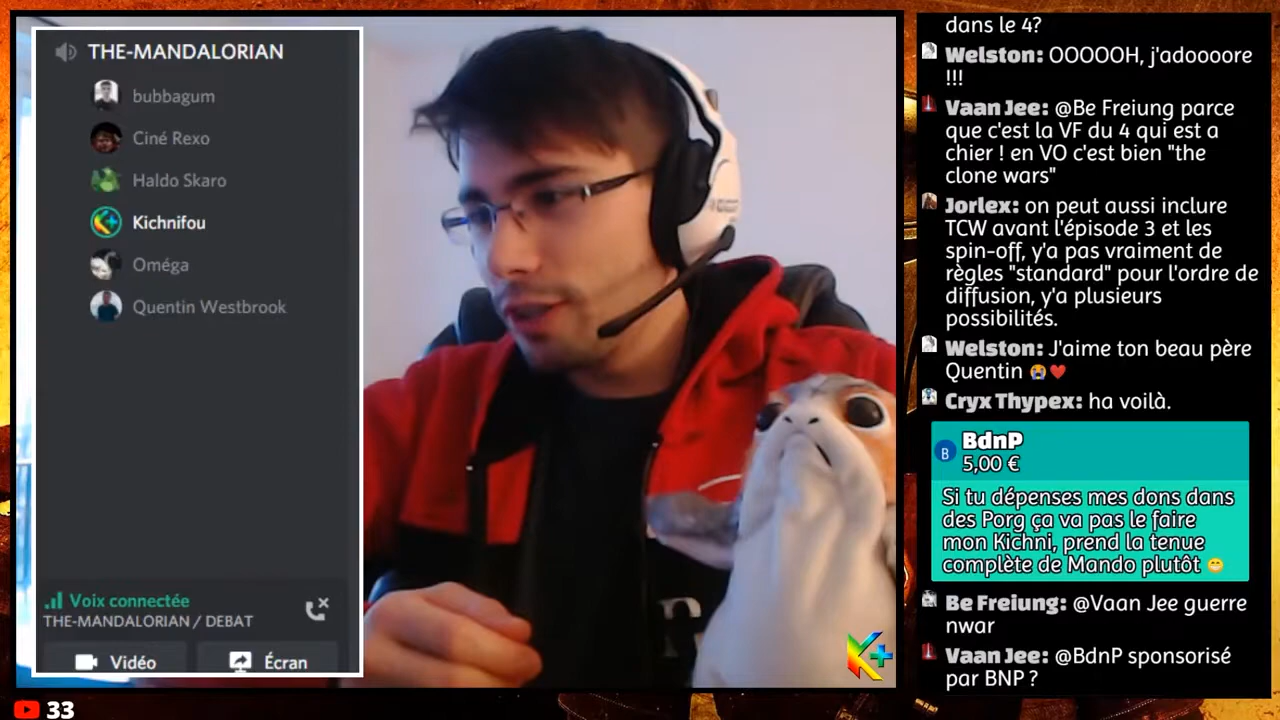 THE-MANDALORIAN
bubbagum
Ciné Rexo
Haldo Skaro
Kichnifou
Oméga
Quentin Westbrook
Voix connectée
THE-MANDALORIAN / DEBAT
Vidéo
Écran
K+
33
dans le 4?
Welston: OOOOOH, j'adoooore
!!!
Vaan Jee: @Be Freiung parce
que c'est la VF du 4 qui est a
chier ! en VO c'est bien "the
clone wars"
Jorlex: on peut aussi inclure
TCW avant l'épisode 3 et les
spin-off, y'a pas vraiment de
règles "standard" pour l'ordre de
diffusion, y'a plusieurs
possibilités.
Welston: J'aime ton beau père
Quentin 😭❤️
Cryx Thypex: ha voilà.
B
BdnP
5,00 €
Si tu dépenses mes dons dans
des Porg ça va pas le faire
mon Kichni, prend la tenue
complète de Mando plutôt 😁
Be Freiung: @Vaan Jee guerre
nwar
Vaan Jee: @BdnP sponsorisé
par BNP ?